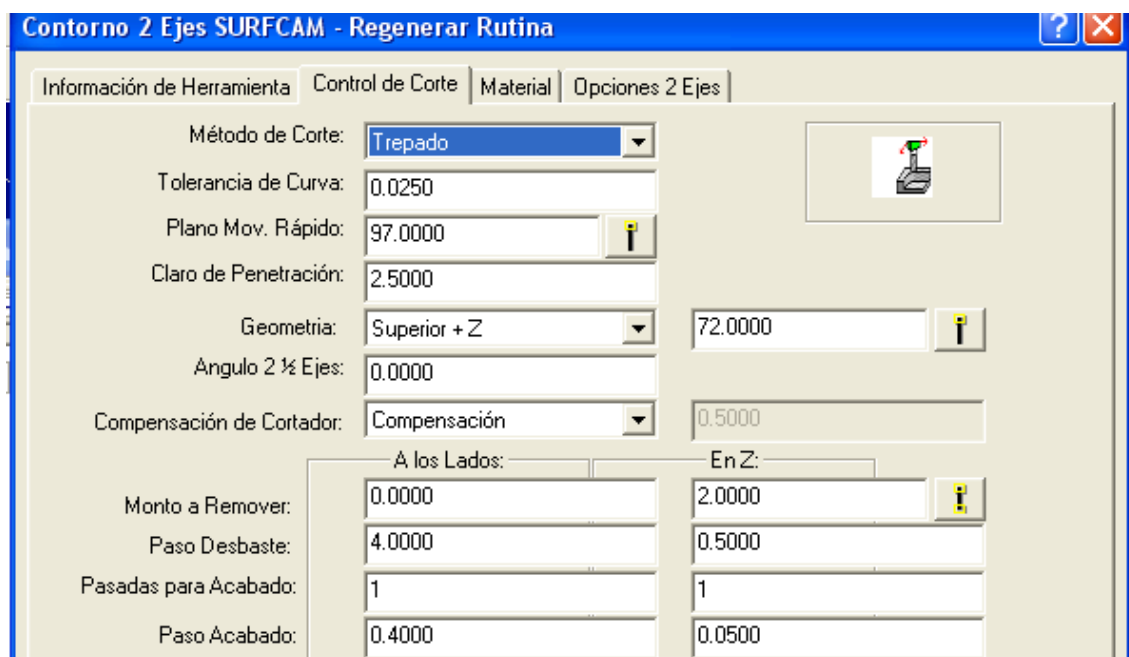 Contorno 2 Ejes SURFCAM - Regenerar Rutina
Información de Herramienta Control de Corte Material Opciones 2 Ejes
Método de Corte: Trepado
Tolerancia de Curva: 0.0250
Plano Mov. Rápido: 97.0000
Claro de Penetración: 2.5000
Geometria: Superior + Z 72.0000
Angulo 2 ½ Ejes: 0.0000
Compensación de Cortador: Compensación 0.5000
A los Lados: En Z:
Monto a Remover: 0.0000 2.0000
Paso Desbaste: 4.0000 0.5000
Pasadas para Acabado: 1 1
Paso Acabado: 0.4000 0.0500